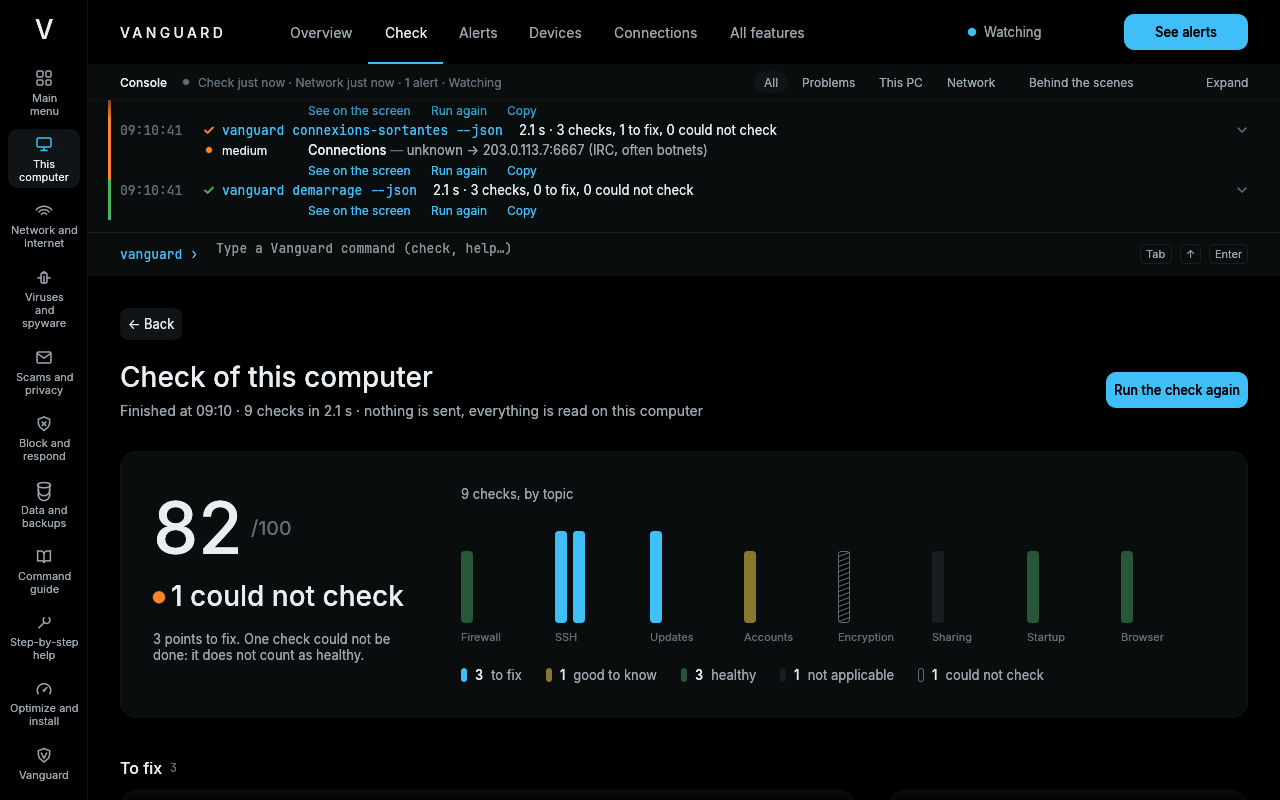 V
VANGUARD
Overview
Check
Alerts
Devices
Connections
All features
Watching
See alerts
Main
menu
This
computer
Network and
Internet
Viruses
and
spyware
Scams and
privacy
Block and
respond
Data and
backups
Command
guide
Step-by-step
help
Optimize and
install
Vanguard
Console
Check just now · Network just now · 1 alert · Watching
All
Problems
This PC
Network
Behind the scenes
Expand
See on the screen Run again Copy
09:10:41 vanguard connexions-sortantes --json 2.1 s · 3 checks, 1 to fix, 0 could not check
medium Connections — unknown → 203.0.113.7:6667 (IRC, often botnets)
See on the screen Run again Copy
09:10:41 vanguard demarrage --json 2.1 s · 3 checks, 0 to fix, 0 could not check
See on the screen Run again Copy
vanguard › Type a Vanguard command (check, help…)
Tab ↑ Enter
← Back
Check of this computer
Finished at 09:10 · 9 checks in 2.1 s · nothing is sent, everything is read on this computer
Run the check again
82 /100
1 could not check
3 points to fix. One check could not be
done: it does not count as healthy.
9 checks, by topic
Firewall SSH Updates Accounts Encryption Sharing Startup Browser
3 to fix 1 good to know 3 healthy 1 not applicable 1 could not check
To fix 3